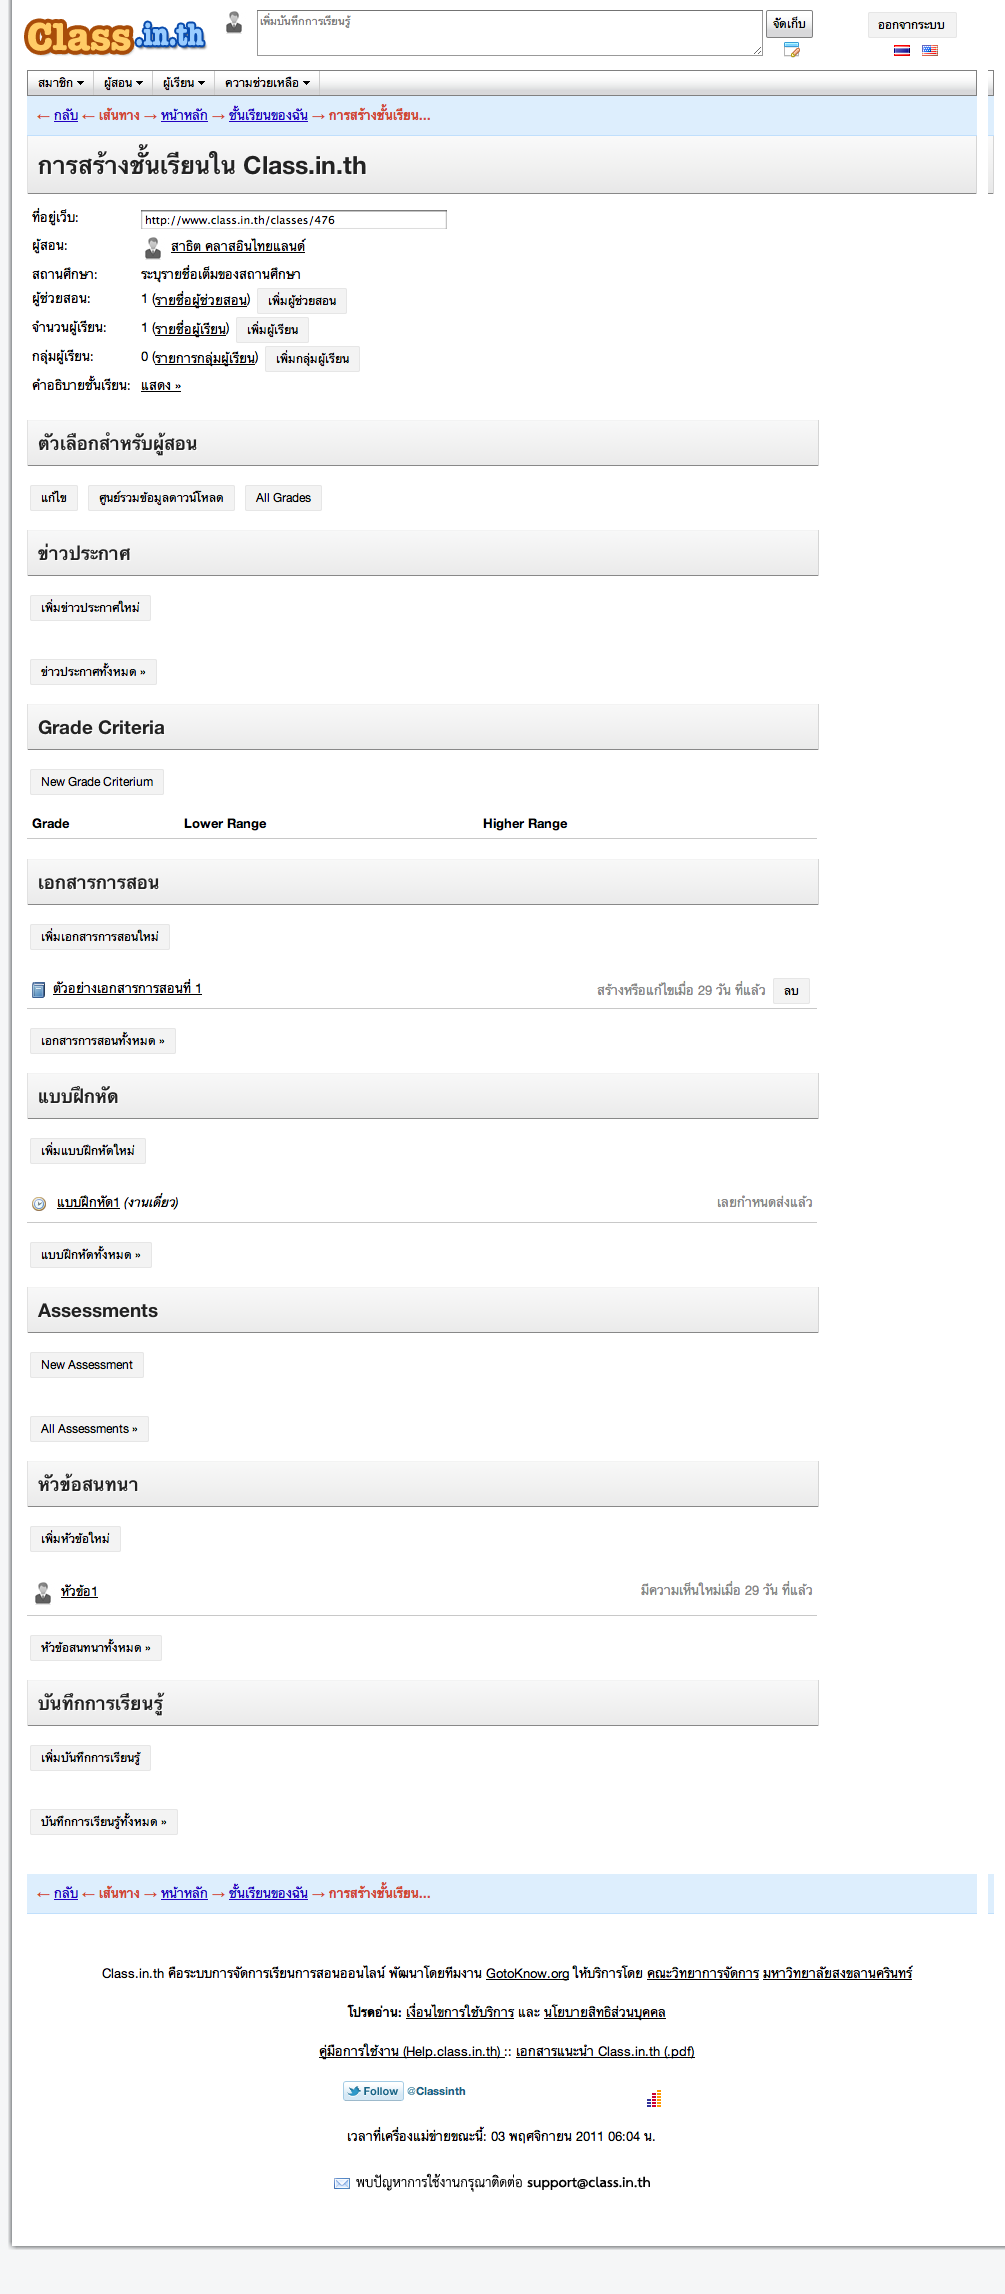 Class.in.th
เพิ่มบันทึกการเรียนรู้
จัดเก็บ
ออกจากระบบ
สมาชิก ผู้สอน ผู้เรียน ความช่วยเหลือ
← กลับ ← เส้นทาง → หน้าหลัก → ชั้นเรียนของฉัน → การสร้างชั้นเรียน...
การสร้างชั้นเรียนใน Class.in.th
ที่อยู่เว็บ: http://www.class.in.th/classes/476
ผู้สอน: สาธิต คลาสอินไทยแลนด์
สถานศึกษา: ระบุรายชื่อเต็มของสถานศึกษา
ผู้ช่วยสอน: 1 (รายชื่อผู้ช่วยสอน) เพิ่มผู้ช่วยสอน
จำนวนผู้เรียน: 1 (รายชื่อผู้เรียน) เพิ่มผู้เรียน
กลุ่มผู้เรียน: 0 (รายการกลุ่มผู้เรียน) เพิ่มกลุ่มผู้เรียน
คำอธิบายชั้นเรียน: แสดง »
ตัวเลือกสำหรับผู้สอน
แก้ไข ศูนย์รวมข้อมูลดาวน์โหลด All Grades
ข่าวประกาศ
เพิ่มข่าวประกาศใหม่
ข่าวประกาศทั้งหมด »
Grade Criteria
New Grade Criterium
Grade Lower Range Higher Range
เอกสารการสอน
เพิ่มเอกสารการสอนใหม่
ตัวอย่างเอกสารการสอนที่ 1 สร้างหรือแก้ไขเมื่อ 29 วัน ที่แล้ว ลบ
เอกสารการสอนทั้งหมด »
แบบฝึกหัด
เพิ่มแบบฝึกหัดใหม่
แบบฝึกหัด1 (งานเดี่ยว) เลยกำหนดส่งแล้ว
แบบฝึกหัดทั้งหมด »
Assessments
New Assessment
All Assessments »
หัวข้อสนทนา
เพิ่มหัวข้อใหม่
หัวข้อ1 มีความเห็นใหม่เมื่อ 29 วัน ที่แล้ว
หัวข้อสนทนาทั้งหมด »
บันทึกการเรียนรู้
เพิ่มบันทึกการเรียนรู้
บันทึกการเรียนรู้ทั้งหมด »
← กลับ ← เส้นทาง → หน้าหลัก → ชั้นเรียนของฉัน → การสร้างชั้นเรียน...
Class.in.th คือระบบการจัดการเรียนการสอนออนไลน์ พัฒนาโดยทีมงาน GotoKnow.org ให้บริการโดย คณะวิทยาการจัดการ มหาวิทยาลัยสงขลานครินทร์
โปรดอ่าน: เงื่อนไขการใช้บริการ และ นโยบายสิทธิส่วนบุคคล
คู่มือการใช้งาน (Help.class.in.th) :: เอกสารแนะนำ Class.in.th (.pdf)
Follow @Classinth
เวลาที่เครื่องแม่ข่ายขณะนี้: 03 พฤศจิกายน 2011 06:04 น.
พบปัญหาการใช้งานกรุณาติดต่อ support@class.in.th